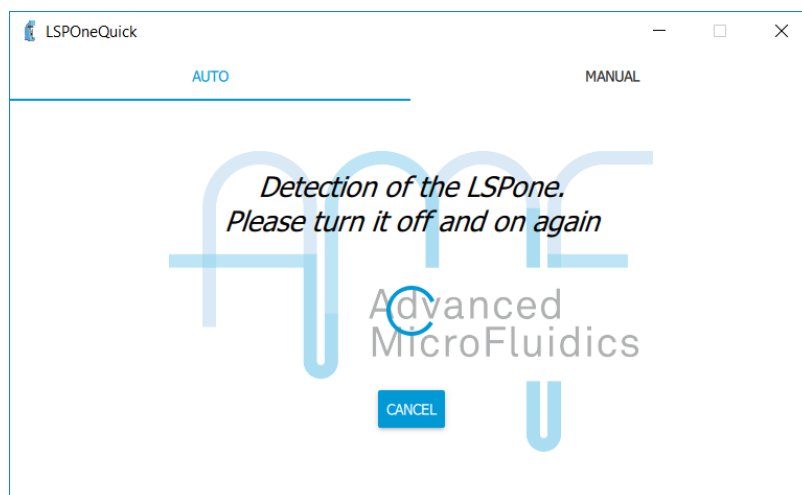 LSPOneQuick
AUTO
MANUAL
Detection of the LSPone.
Please turn it off and on again
Advanced
MicroFluidics
CANCEL